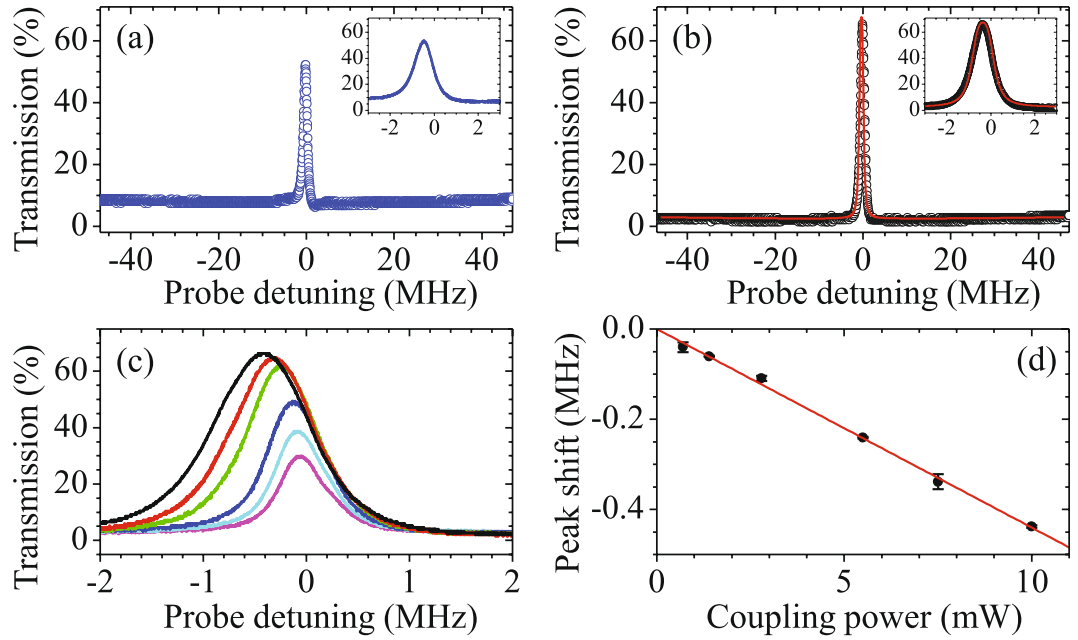 (a)
Transmission (%)
60
40
20
0
-40 -20 0 20 40
Probe detuning (MHz)
60
40
20
0
-2 0 2
(b)
Transmission (%)
60
40
20
0
-40 -20 0 20 40
Probe detuning (MHz)
60
40
20
0
-2 0 2
(c)
Transmission (%)
60
40
20
0
-2 -1 0 1 2
Probe detuning (MHz)
(d)
Peak shift (MHz)
0.0
-0.2
-0.4
0 5 10
Coupling power (mW)